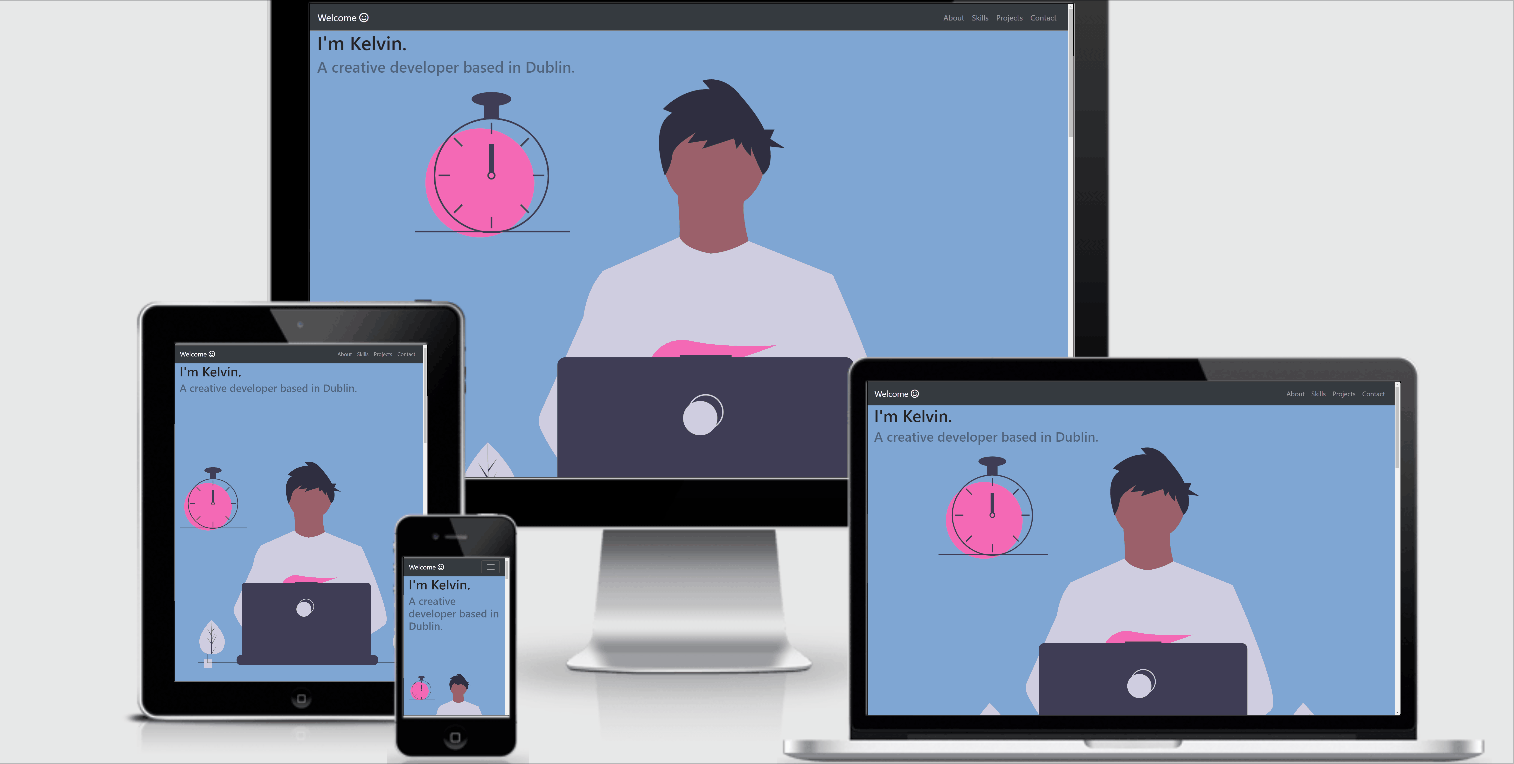 Welcome
About Skills Projects Contact
I'm Kelvin.
A creative developer based in Dublin.
Welcome
About Skills Projects Contact
I'm Kelvin.
A creative developer based in Dublin.
Welcome
I'm Kelvin.
A creative
developer based in
Dublin.
Welcome
About Skills Projects Contact
I'm Kelvin.
A creative developer based in Dublin.